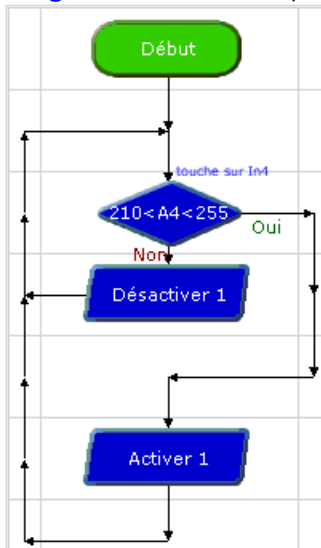 Début
touche sur In4
210<A4<255
Oui
Non
Désactiver 1
Activer 1